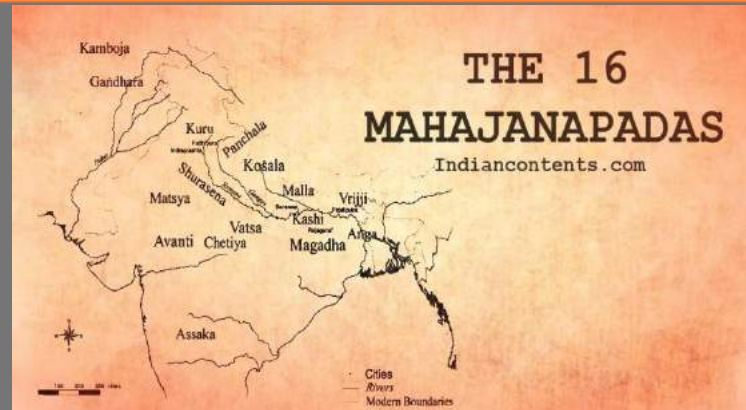 THE 16
MAHAJANAPADAS
Indiancontents.com
Kamboja
Gandhara
Kuru
Panchala
Kosala
Shurasena
Malla
Matsya
Vrijji
Kashi
Vatsa
Anga
Avanti
Chetiya
Magadha
Assaka
Cities
Rivers
Modern Boundaries